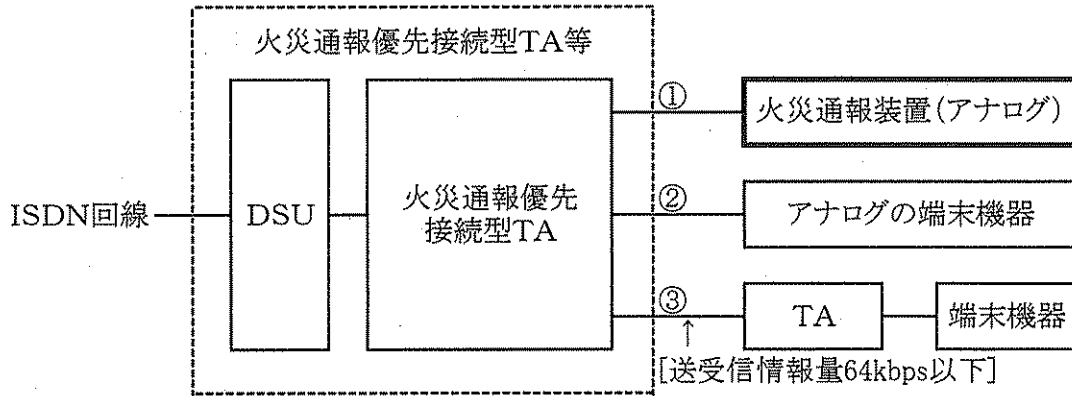 火災通報優先接続型TA等
①
火災通報装置(アナログ)
ISDN回線
DSU
火災通報優先
接続型TA
②
アナログの端末機器
③
TA
端末機器
↑
[送受信情報量64kbps以下]